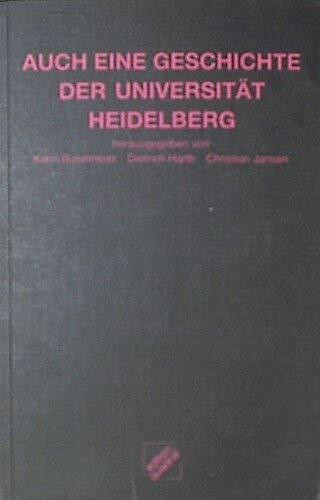 AUCH EINE GESCHICHTE
DER UNIVERSITÄT
HEIDELBERG
herausgegeben von
Karin Buselmeier Dietrich Harth Christian Jansen